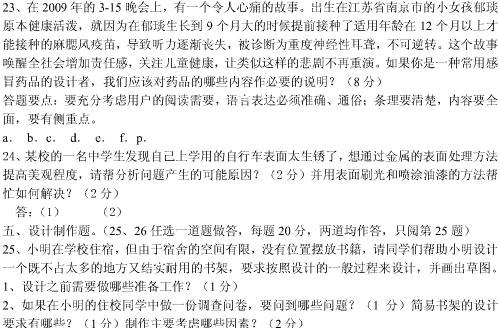 23、在 2009 年的 3-15 晚会上，有一个令人心痛的故事。出生在江苏省南京市的小女孩郁琰
原本健康活泼，就因为在郁琰生长到 9 个月大的时候提前接种了适用年龄在 12 个月以上才
能接种的麻腮风疫苗，导致听力逐渐丧失，被诊断为重度神经性耳聋，不可逆转。这个故事
唤醒全社会增加责任感，关注儿童健康，让类似这样的悲剧不再重演。如果你是一种常用感
冒药品的设计者，我们应该对药品的哪些内容作必要的说明？（8 分）
答题要点：要充分考虑用户的阅读需要，语言表达必须准确、通俗；条理要清楚，内容要全
面，要有侧重点。
a． b．c． d． e． f．p．
24、某校的一名中学生发现自己上学用的自行车表面太生锈了，想通过金属的表面处理方法
提高美观程度，请帮分析问题产生的可能原因？（2 分）并用表面刷光和喷涂油漆的方法帮
忙如何解决？（2 分）
答：（1） （2）
五、设计制作题。（25、26 任选一道题做答，每题 20 分，两道均作答，只阅第 25 题）
25、小明在学校住宿，但由于宿舍的空间有限，没有位置摆放书籍，请同学们帮助小明设计
一个既不占太多的地方又结实耐用的书架，要求按照设计的一般过程来设计，并画出草图。
1、设计之前需要做哪些准备工作？（1 分）
2、如果在小明的住校同学中做一份调查问卷，要问到哪些问题？（1 分）简易书架的设计
要求有哪些？（1 分）制作主要考虑哪些因素？（2 分）